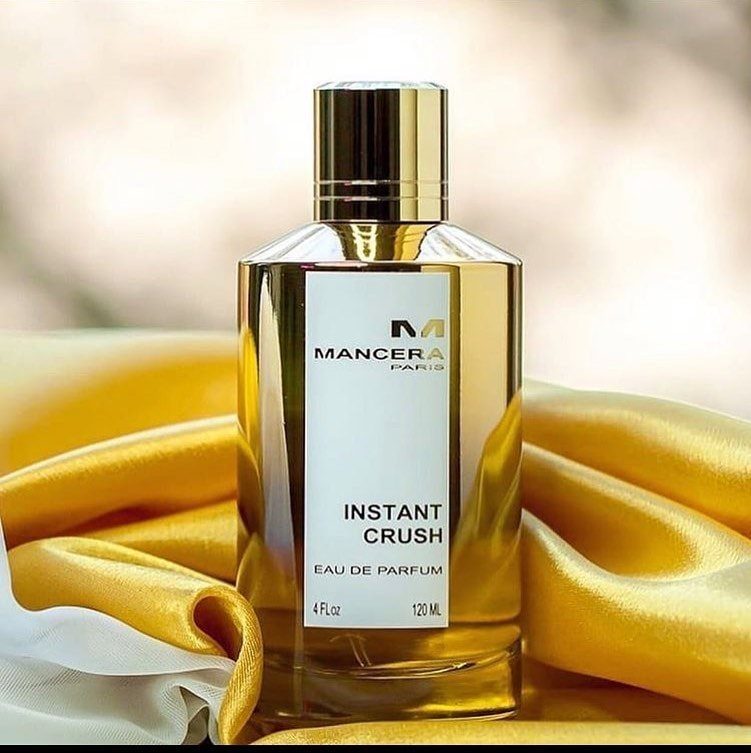 M
MANCERA
PARIS
INSTANT
CRUSH
EAU DE PARFUM
4 FLoz 120 ML